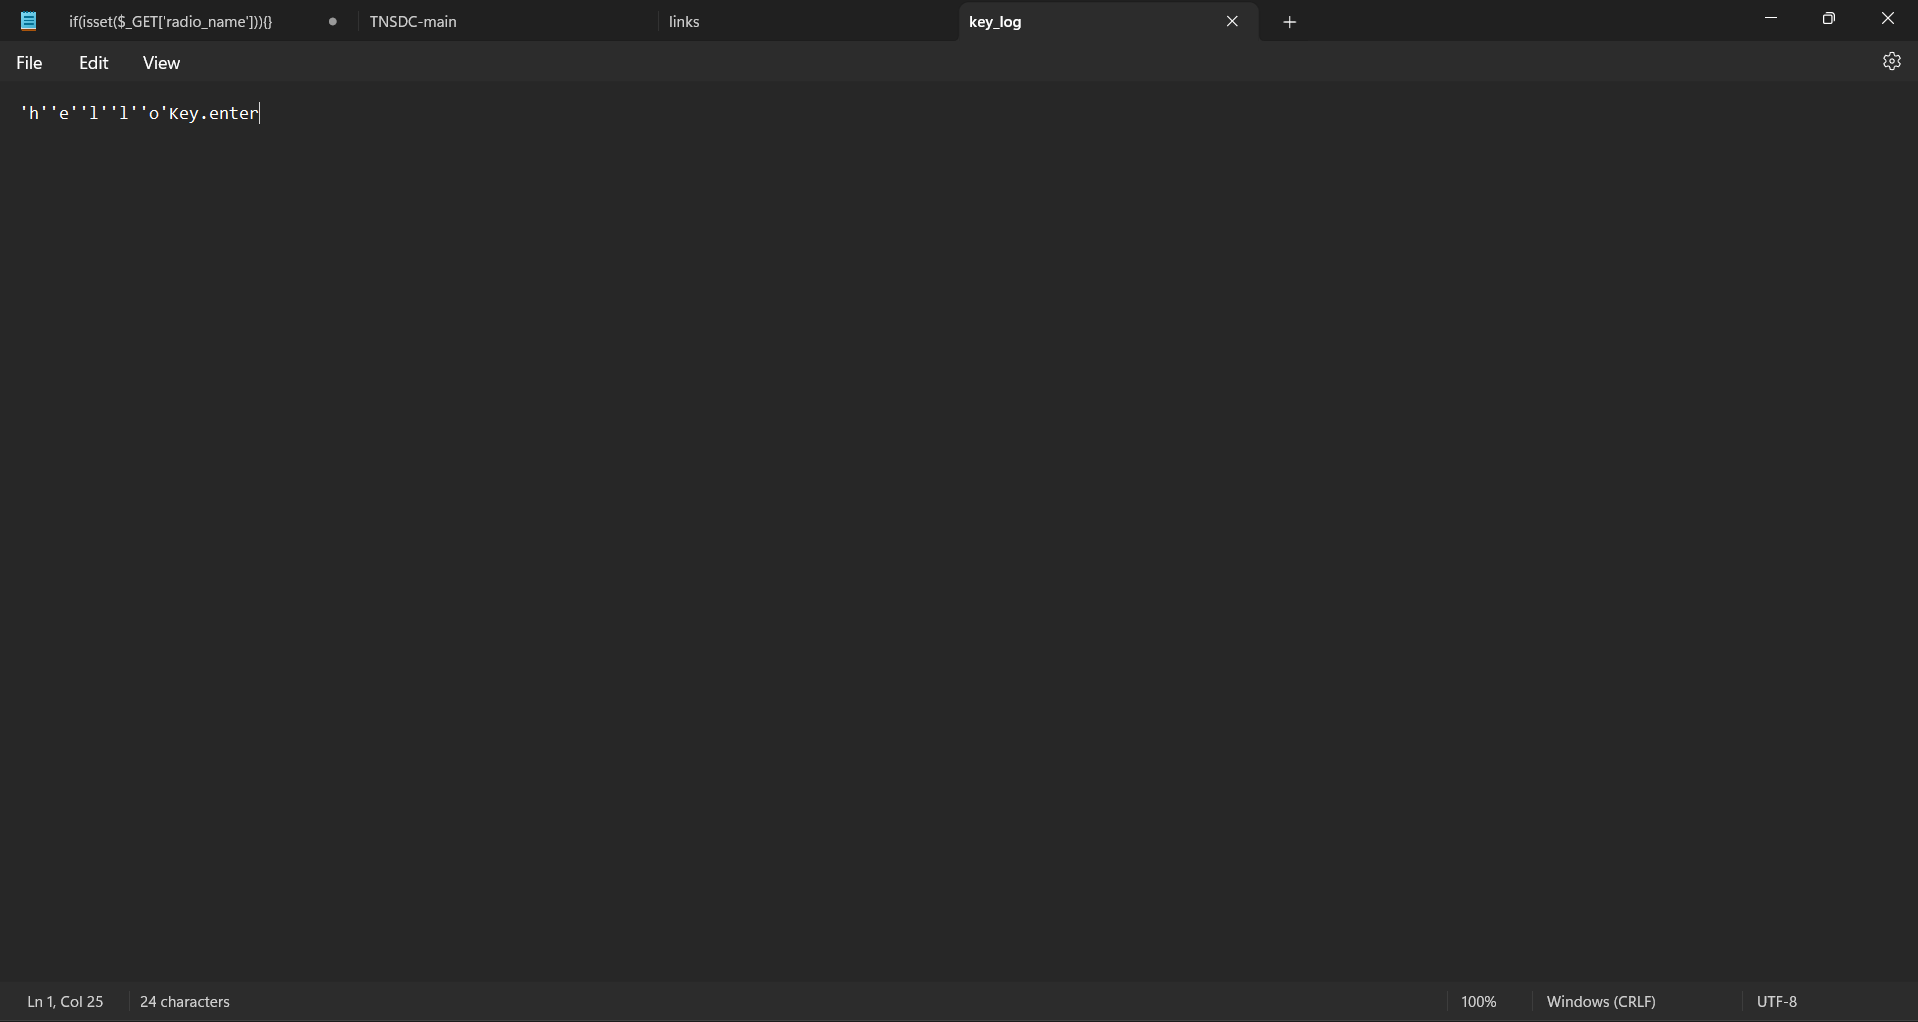 if(isset($_GET['radio_name'])){}
TNSDC-main
links
key_log
File Edit View
'h''e''l''l''o'Key.enter
Ln 1, Col 25 24 characters 100% Windows (CRLF) UTF-8